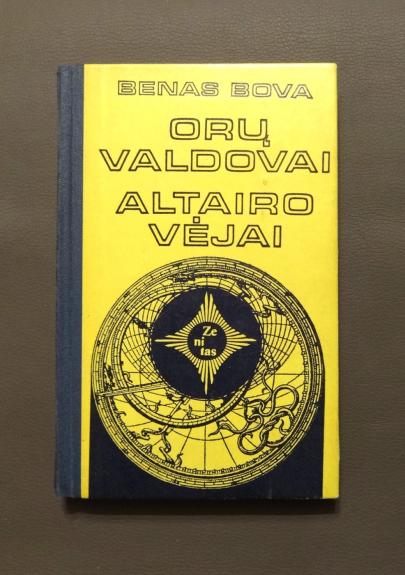 BENAS BOVA
ORŲ
VALDOVAI
ALTAIRO
VĖJAI
Ze
ni
tas